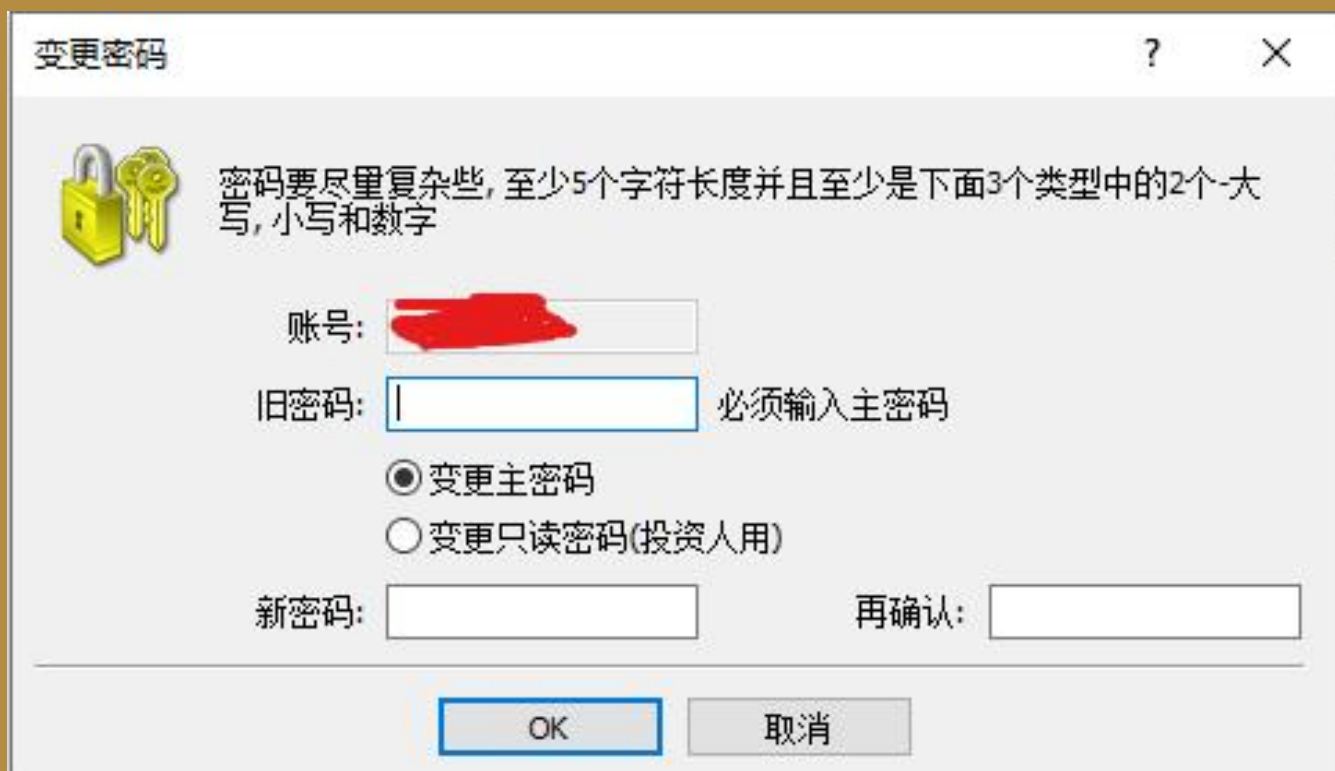 变更密码
密码要尽量复杂些, 至少5个字符长度并且至少是下面3个类型中的2个-大
写, 小写和数字
账号:
旧密码: 必须输入主密码
变更主密码
变更只读密码(投资人用)
新密码: 再确认:
OK 取消